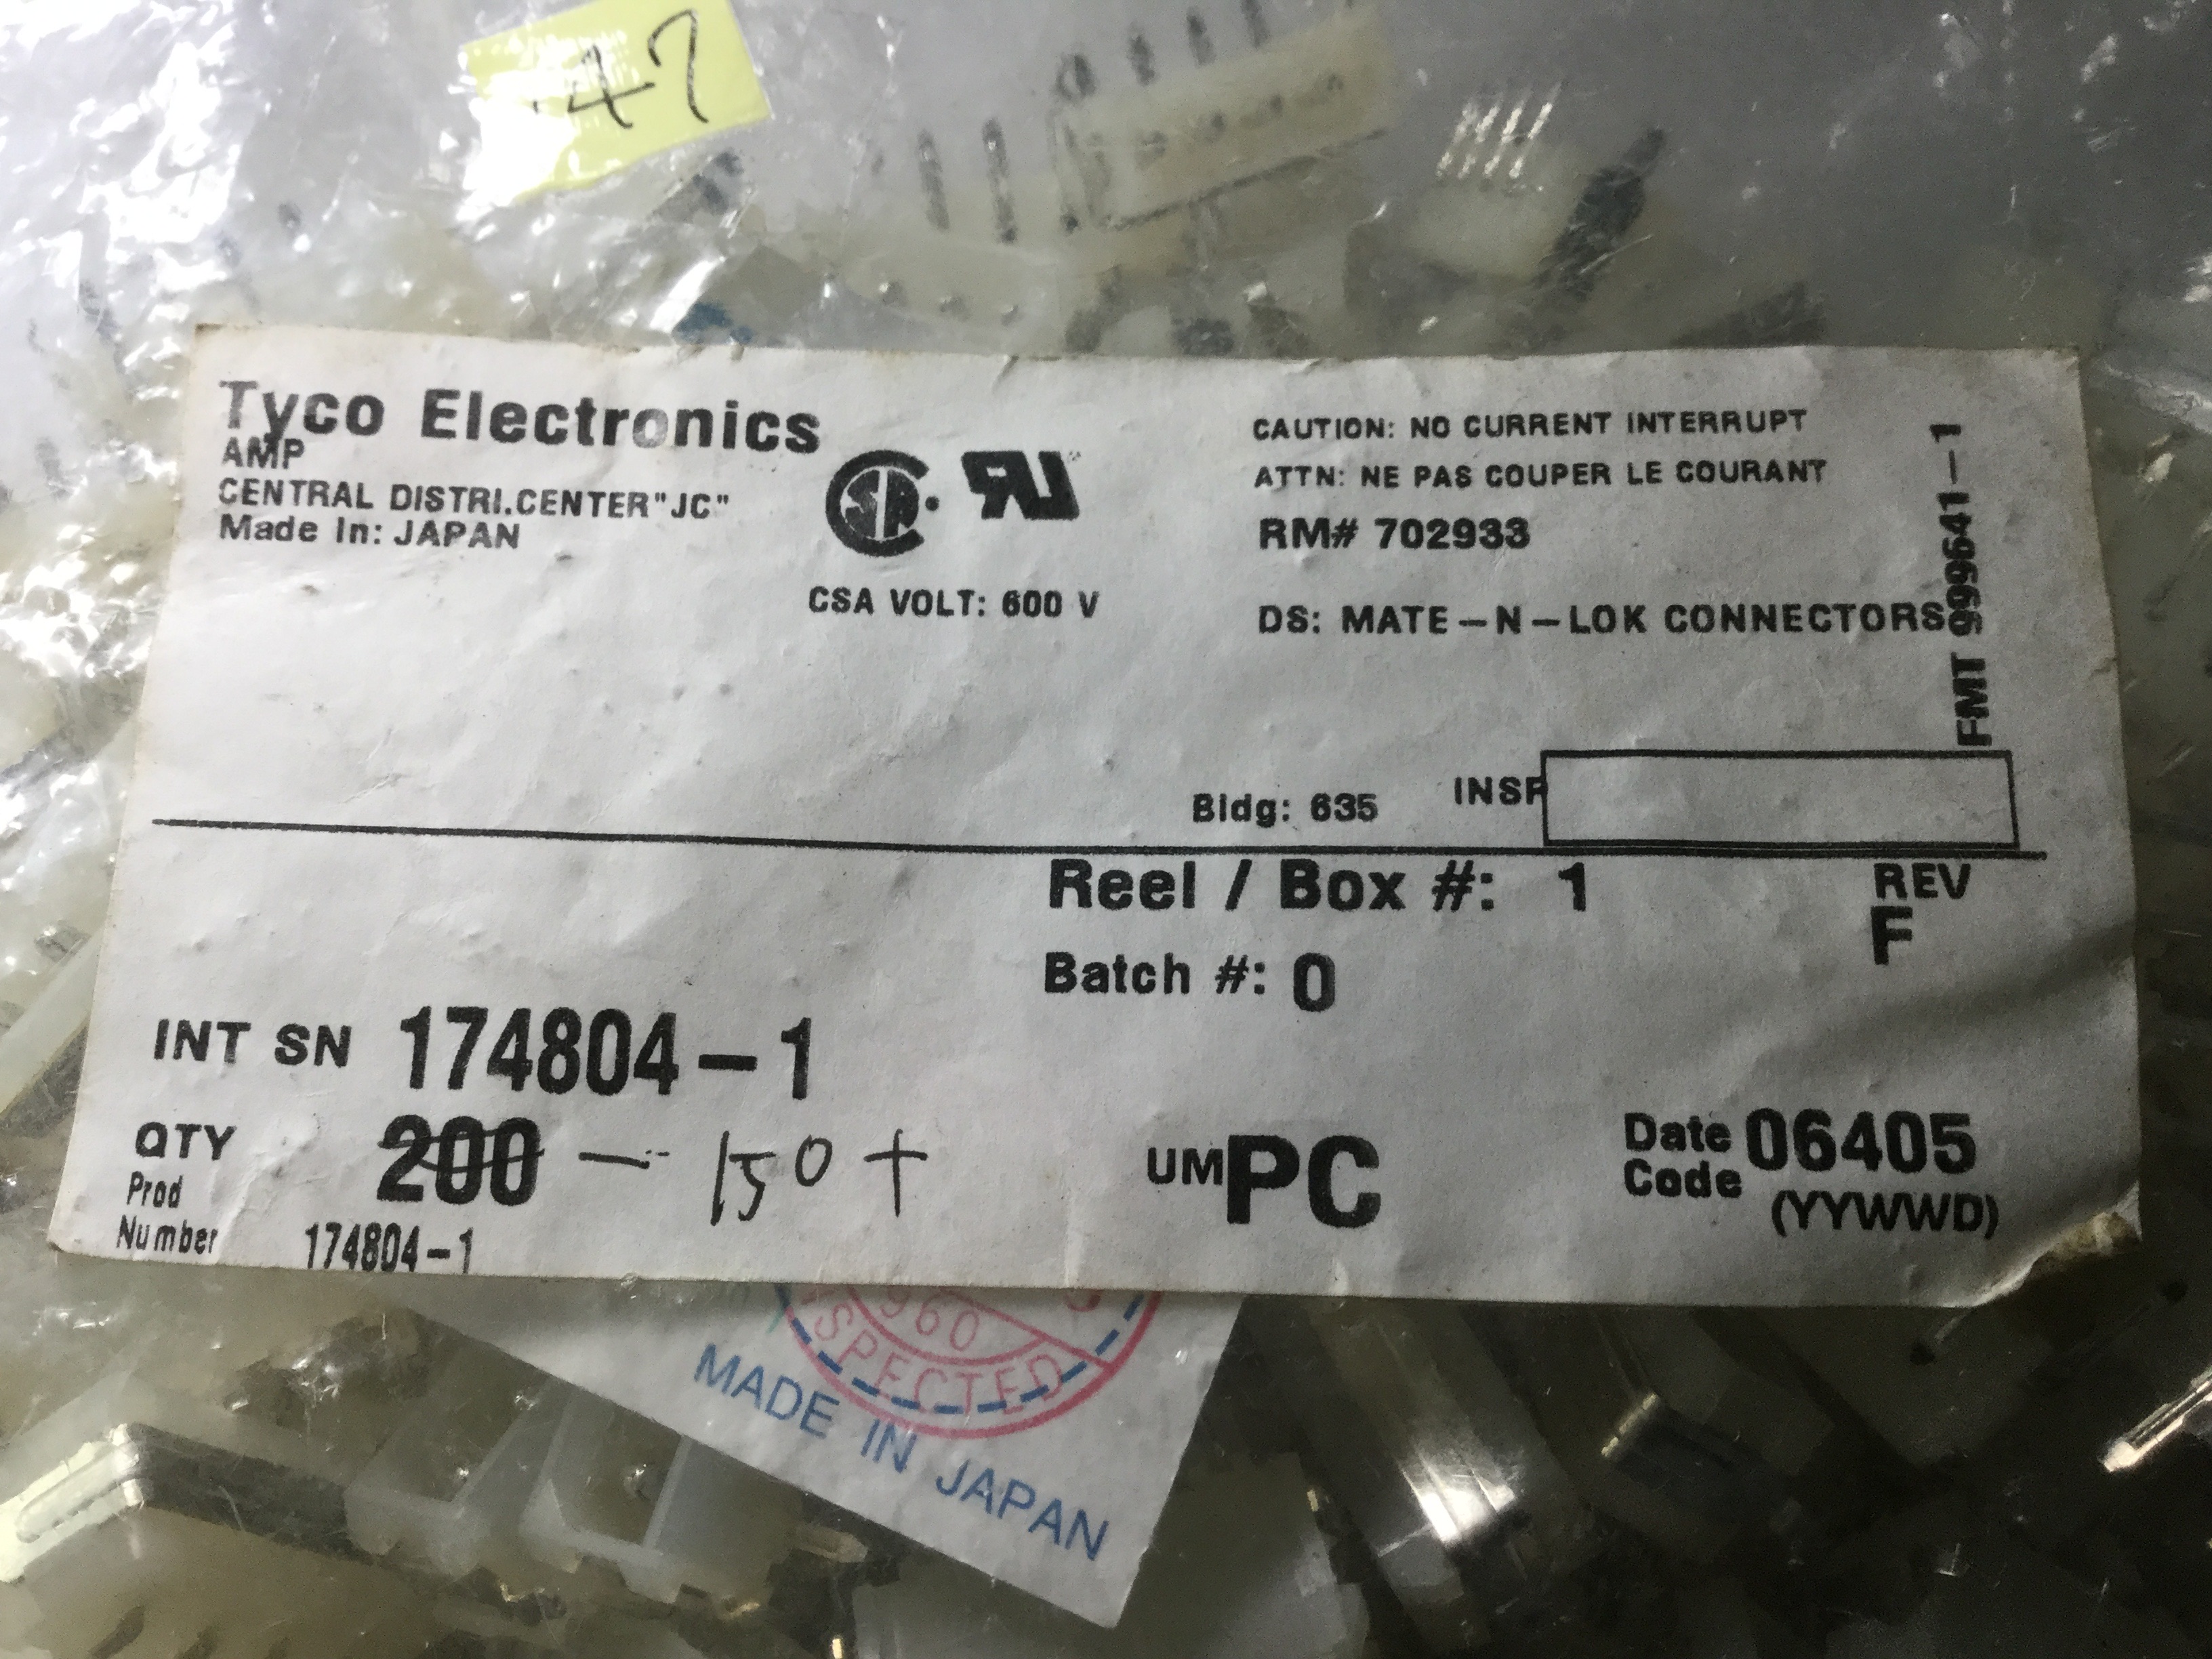 47
Tyco Electronics
AMP
CENTRAL DISTRI.CENTER"JC"
Made In: JAPAN
CSA VOLT: 600 V
CAUTION: NO CURRENT INTERRUPT
ATTN: NE PAS COUPER LE COURANT
RM# 702933
DS: MATE-N-LOK CONNECTORS
FMT 999641-1
Bldg: 635
INSP
Reel / Box #: 1
REV
F
Batch #: 0
INT SN 174804-1
QTY 200 - 150+
UM PC
Date Code 06405
(YYWWD)
Prod
Number 174804-1
960
SPECTED
MADE IN JAPAN